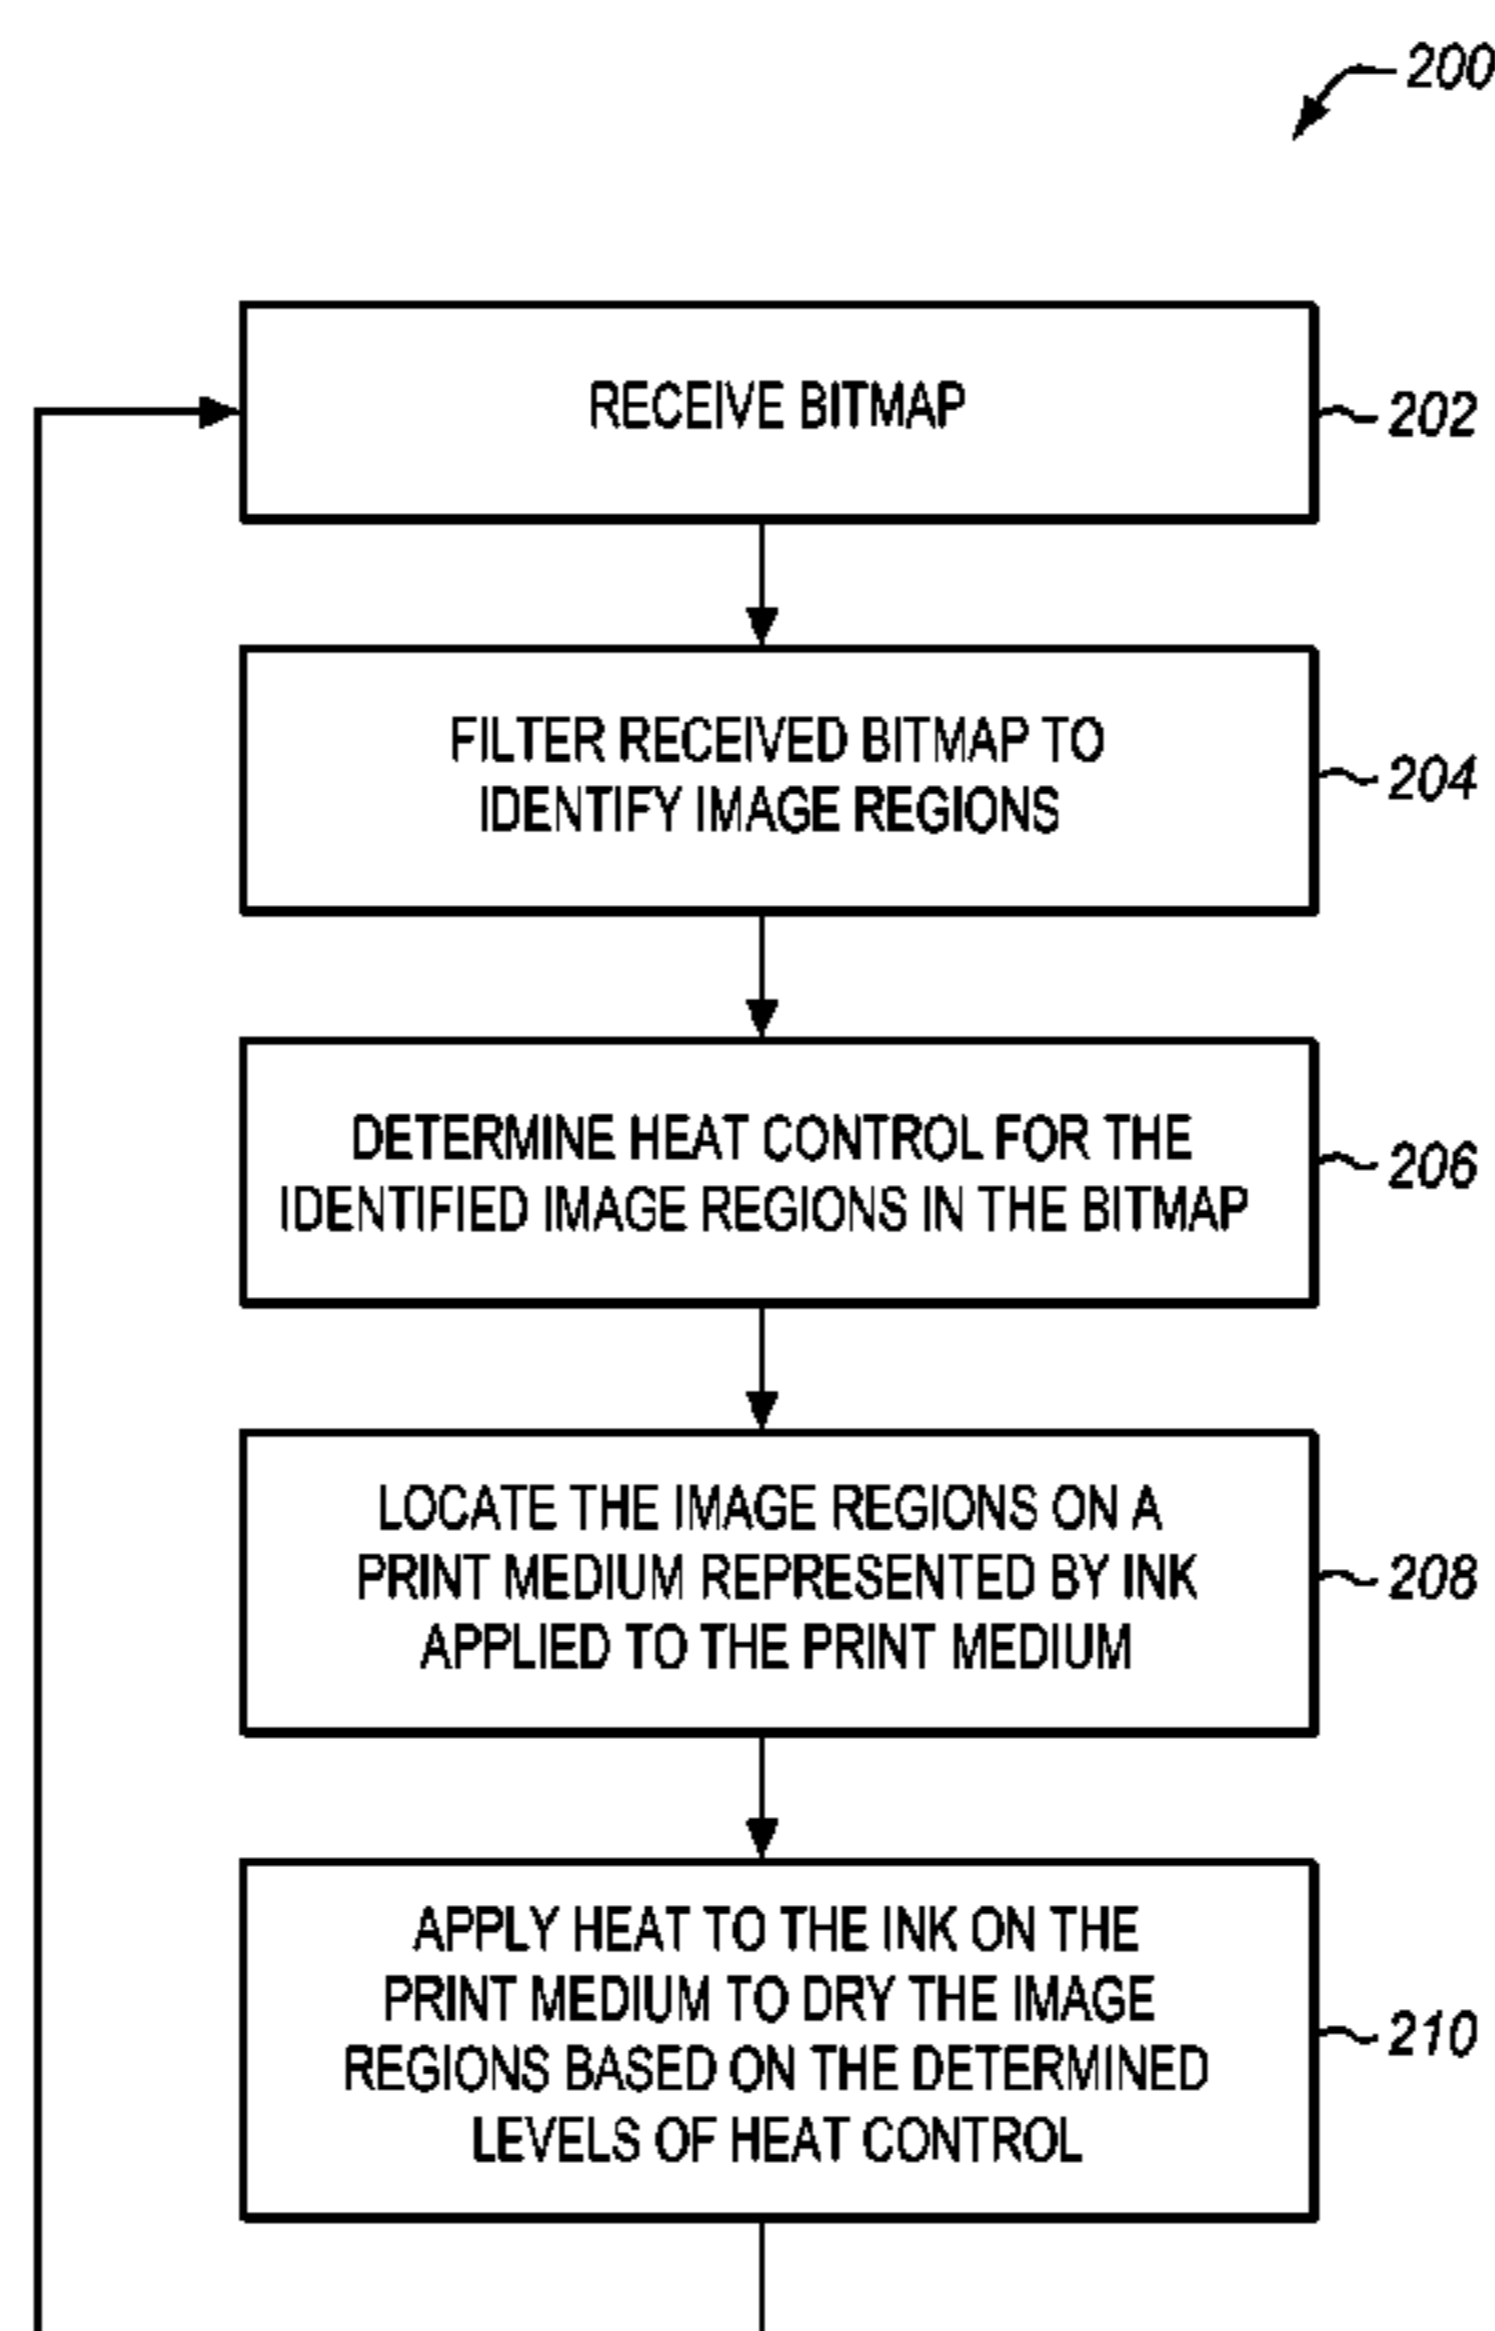 200
RECEIVE BITMAP
202
FILTER RECEIVED BITMAP TO
IDENTIFY IMAGE REGIONS
204
DETERMINE HEAT CONTROL FOR THE
IDENTIFIED IMAGE REGIONS IN THE BITMAP
206
LOCATE THE IMAGE REGIONS ON A
PRINT MEDIUM REPRESENTED BY INK
APPLIED TO THE PRINT MEDIUM
208
APPLY HEAT TO THE INK ON THE
PRINT MEDIUM TO DRY THE IMAGE
REGIONS BASED ON THE DETERMINED
LEVELS OF HEAT CONTROL
210